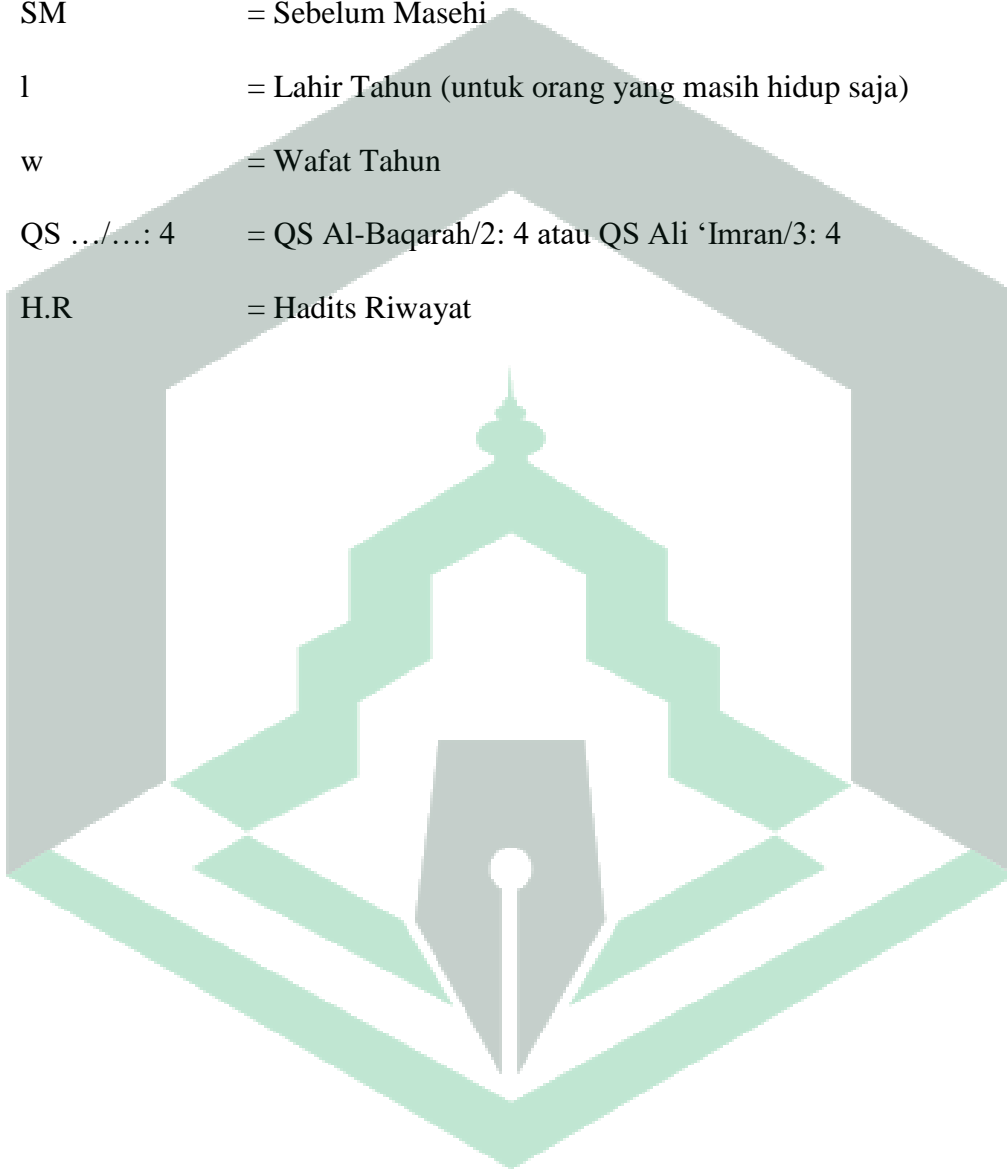 SM = Sebelum Masehi
l = Lahir Tahun (untuk orang yang masih hidup saja)
w = Wafat Tahun
QS …/…: 4 = QS Al-Baqarah/2: 4 atau QS Ali ‘Imran/3: 4
H.R = Hadits Riwayat